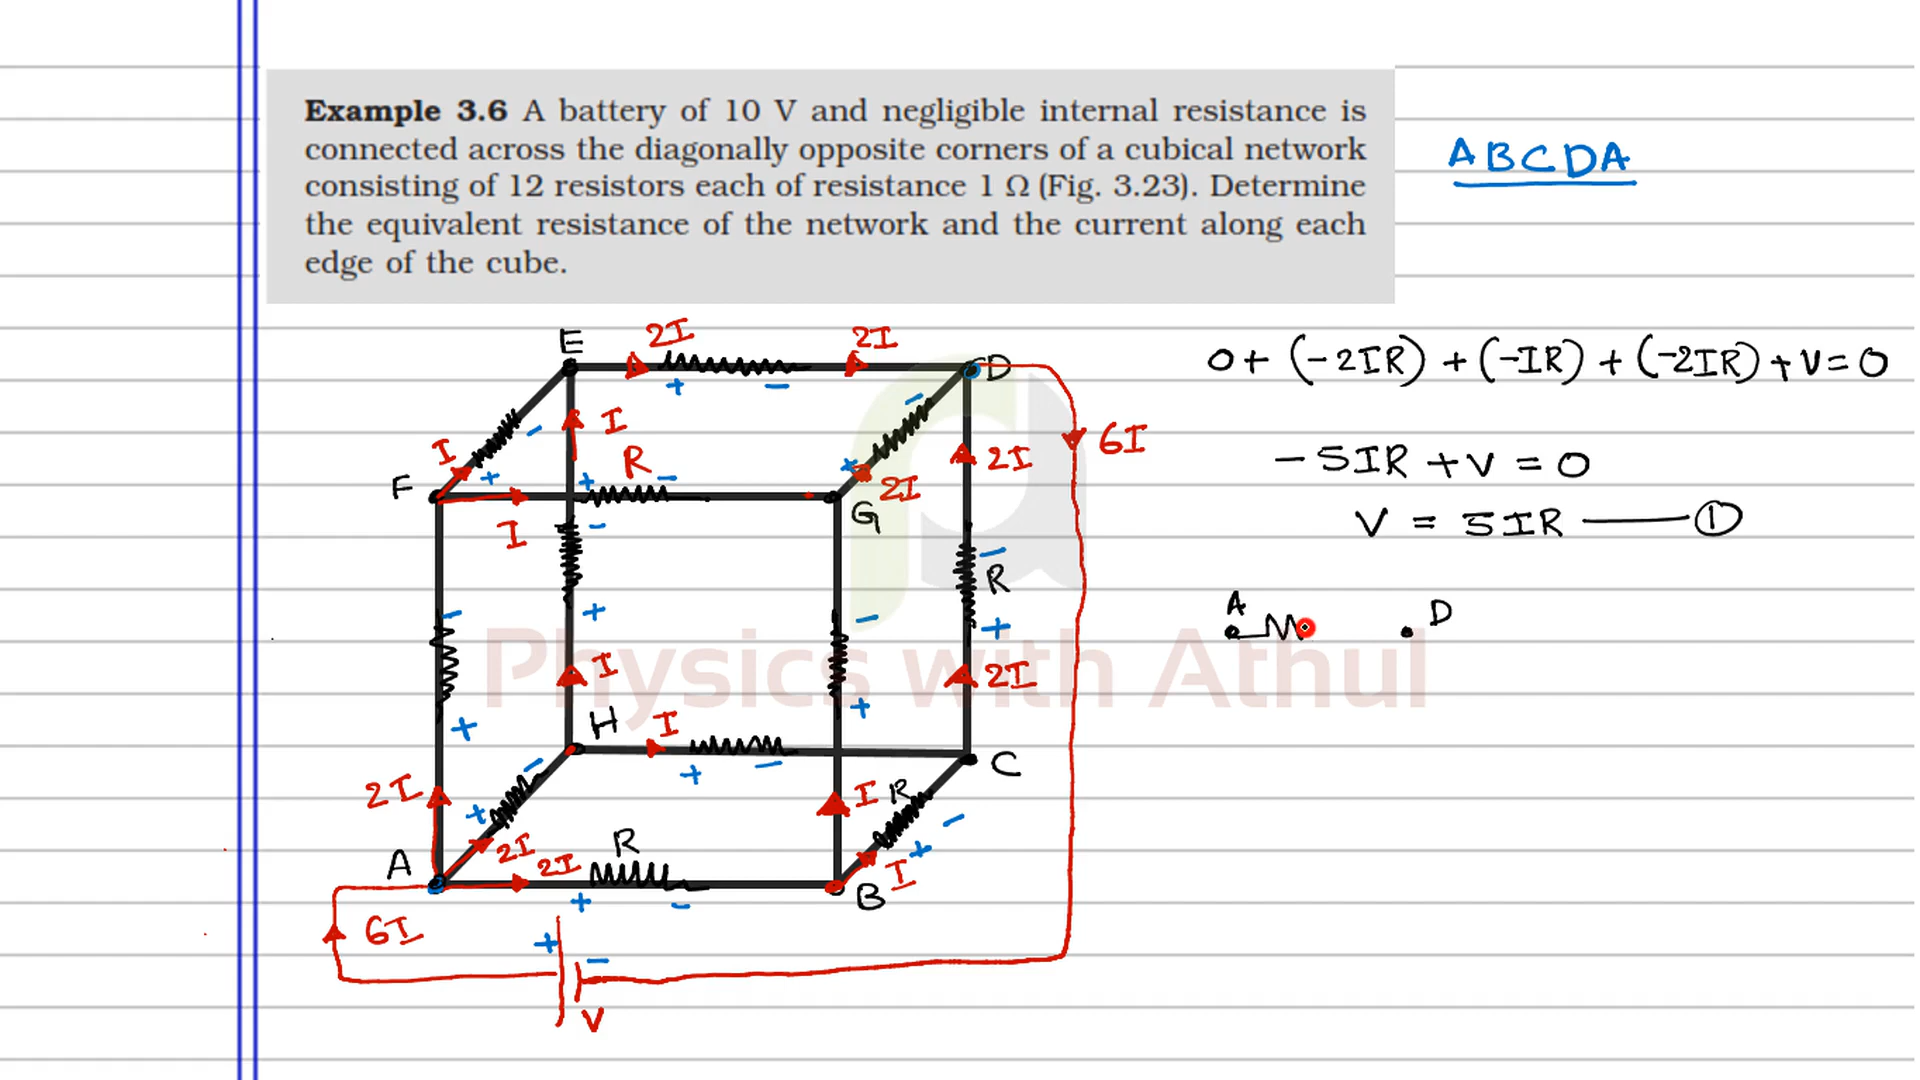 Example 3.6 A battery of 10 V and negligible internal resistance is
connected across the diagonally opposite corners of a cubical network
consisting of 12 resistors each of resistance 1 Ω (Fig. 3.23). Determine
the equivalent resistance of the network and the current along each
edge of the cube.
ABCDA
0 + (-2IR) + (-IR) + (-2IR) + V = 0
-5IR + V = 0
V = 5IR —— ①
A D
E 2I 2I D
+ -
I I - - 6I
F + + R - + 2I 2I
I - G
- R
+ - +
Physics with Athul
I 2I
+ +
H I C
+ -
2I - I R -
+ 2I +
A 2I R I
+ - B
6I + -
V